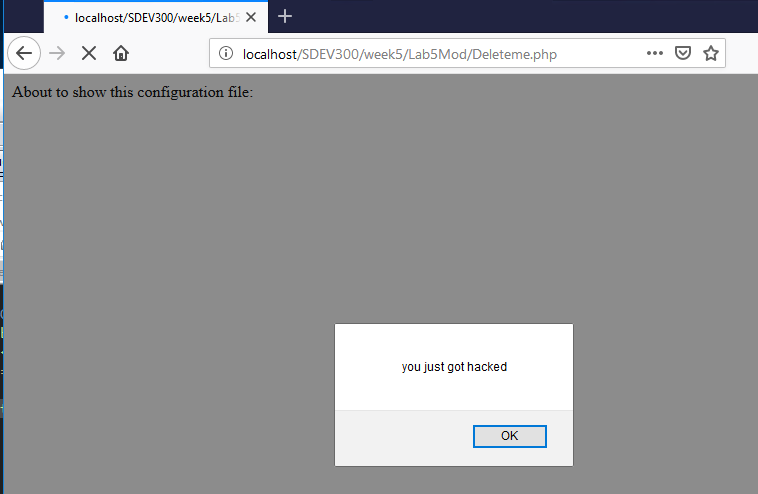 localhost/SDEV300/week5/Lab5
localhost/SDEV300/week5/Lab5Mod/Deleteme.php
About to show this configuration file:
you just got hacked
OK